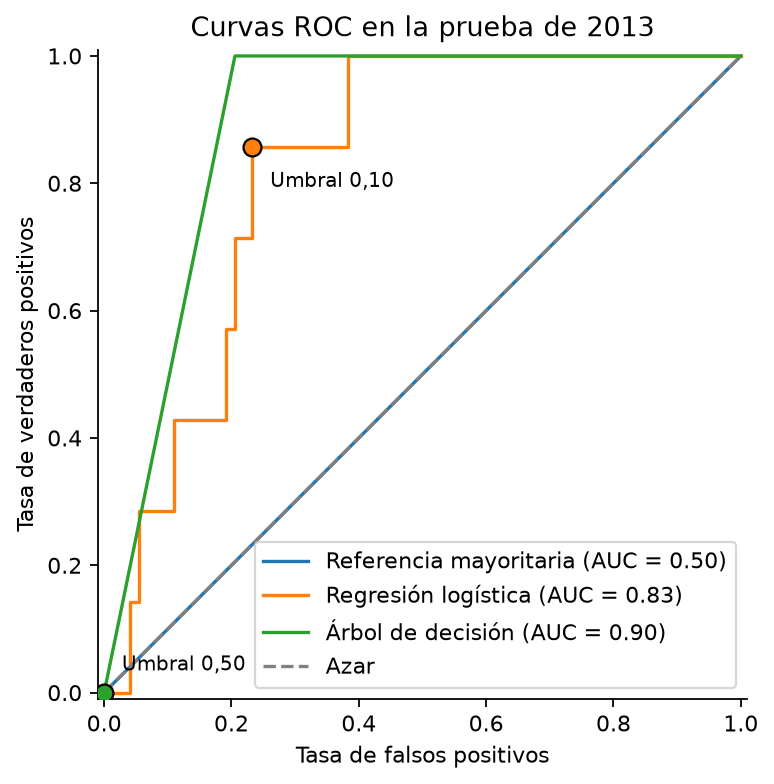 Curvas ROC en la prueba de 2013
Tasa de verdaderos positivos
1.0
0.8
0.6
0.4
0.2
0.0
Umbral 0,10
Umbral 0,50
Referencia mayoritaria (AUC = 0.50)
Regresión logística (AUC = 0.83)
Árbol de decisión (AUC = 0.90)
Azar
0.0 0.2 0.4 0.6 0.8 1.0
Tasa de falsos positivos